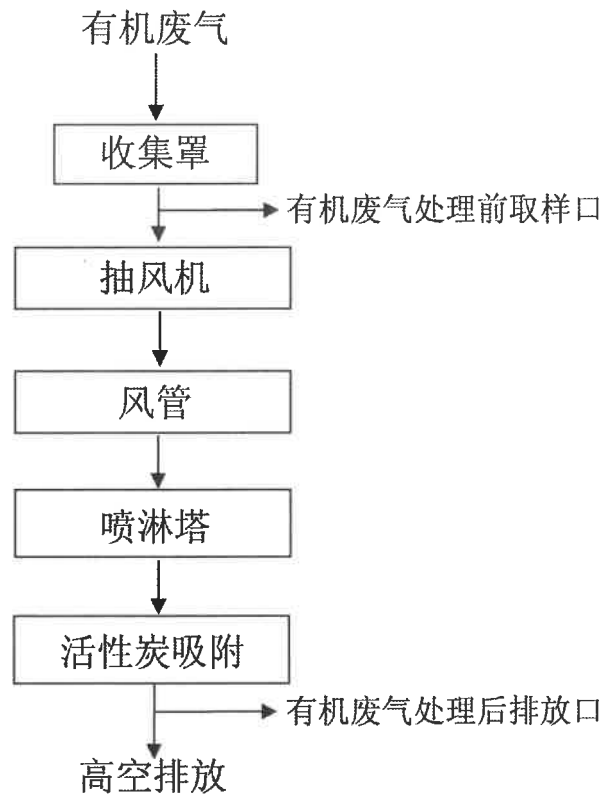 有机废气
收集罩
有机废气处理前取样口
抽风机
风管
喷淋塔
活性炭吸附
有机废气处理后排放口
高空排放